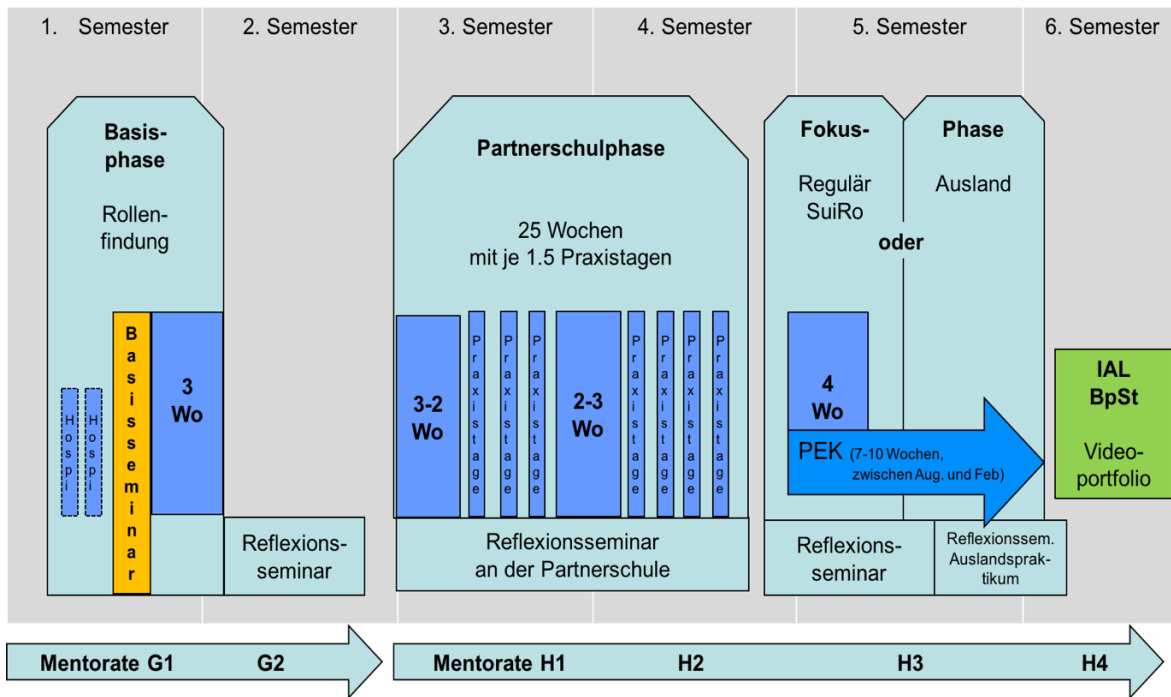 1. Semester
2. Semester
3. Semester
4. Semester
5. Semester
6. Semester
Basis-
phase
Rollen-
findung
Hospi
Hospi
Basisseminar
3
Wo
Reflexions-
seminar
Partnerschulphase
25 Wochen
mit je 1.5 Praxistagen
3-2
Wo
Praxistage
Praxistage
Praxistage
2-3
Wo
Praxistage
Praxistage
Praxistage
Praxistage
Reflexionsseminar
an der Partnerschule
Fokus-
Phase
Regulär
SuiRo
Ausland
oder
4
Wo
PEK (7-10 Wochen,
zwischen Aug. und Feb)
Reflexions-
seminar
Reflexionssem.
Auslandsprak-
tikum
IAL
BpSt
Video-
portfolio
Mentorate G1
G2
Mentorate H1
H2
H3
H4